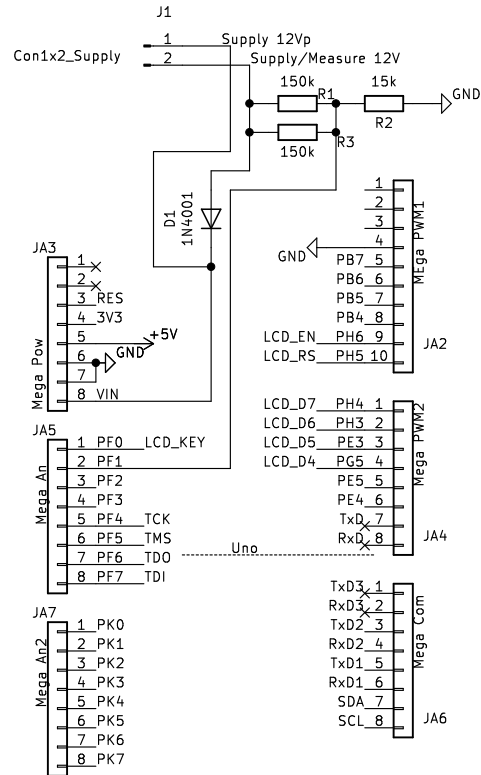 J1
1 Supply 12Vp
Con1x2_Supply 2 Supply/Measure 12V
150k R1 15k GND
R2
150k R3
D1 1N4001
JA3
1
2
3 RES
4 3V3
5 +5V
6 GND
7
8 VIN
Mega Pow
JA5
1 PF0 LCD_KEY
2 PF1
3 PF2
4 PF3
5 PF4 TCK
6 PF5 TMS
7 PF6 TDO
8 PF7 TDI
Mega An
Uno
JA7
1 PK0
2 PK1
3 PK2
4 PK3
5 PK4
6 PK5
7 PK6
8 PK7
Mega An2
1
2
3
GND 4
PB7 5
PB6 6
PB5 7
PB4 8
LCD_EN PH6 9
LCD_RS PH5 10
MEga PWM1
JA2
LCD_D7 PH4 1
LCD_D6 PH3 2
LCD_D5 PE3 3
LCD_D4 PG5 4
PE5 5
PE4 6
TxD 7
RxD 8
Mega PWM2
JA4
TxD3 1
RxD3 2
TxD2 3
RxD2 4
TxD1 5
RxD1 6
SDA 7
SCL 8
Mega Com
JA6